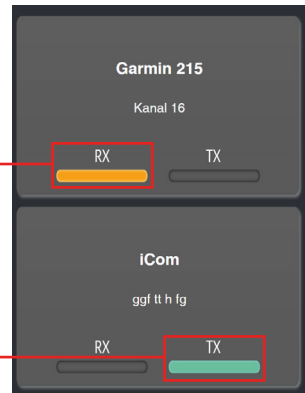 Garmin 215
Kanal 16
RX TX
iCom
ggf tt h fg
RX TX